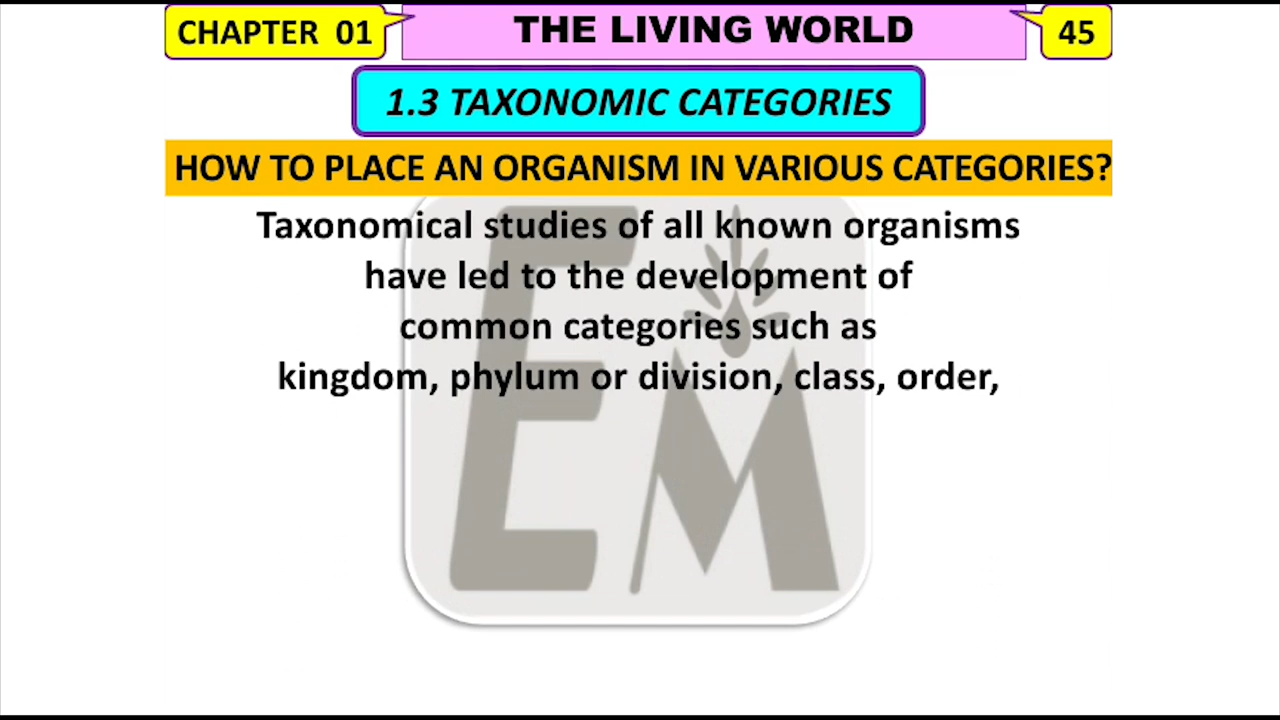 CHAPTER 01
THE LIVING WORLD
45
1.3 TAXONOMIC CATEGORIES
HOW TO PLACE AN ORGANISM IN VARIOUS CATEGORIES?
Taxonomical studies of all known organisms
have led to the development of
common categories such as
kingdom, phylum or division, class, order,
EM